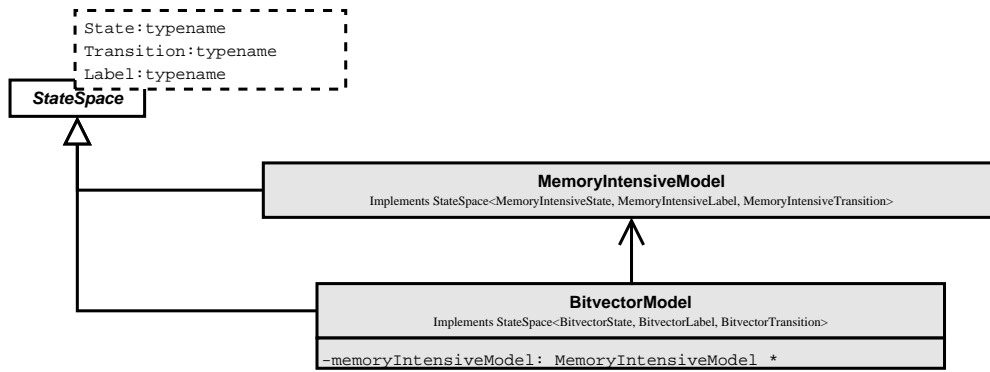 State:typename
Transition:typename
Label:typename
StateSpace
MemoryIntensiveModel
Implements StateSpace<MemoryIntensiveState, MemoryIntensiveLabel, MemoryIntensiveTransition>
BitvectorModel
Implements StateSpace<BitvectorState, BitvectorLabel, BitvectorTransition>
-memoryIntensiveModel: MemoryIntensiveModel *